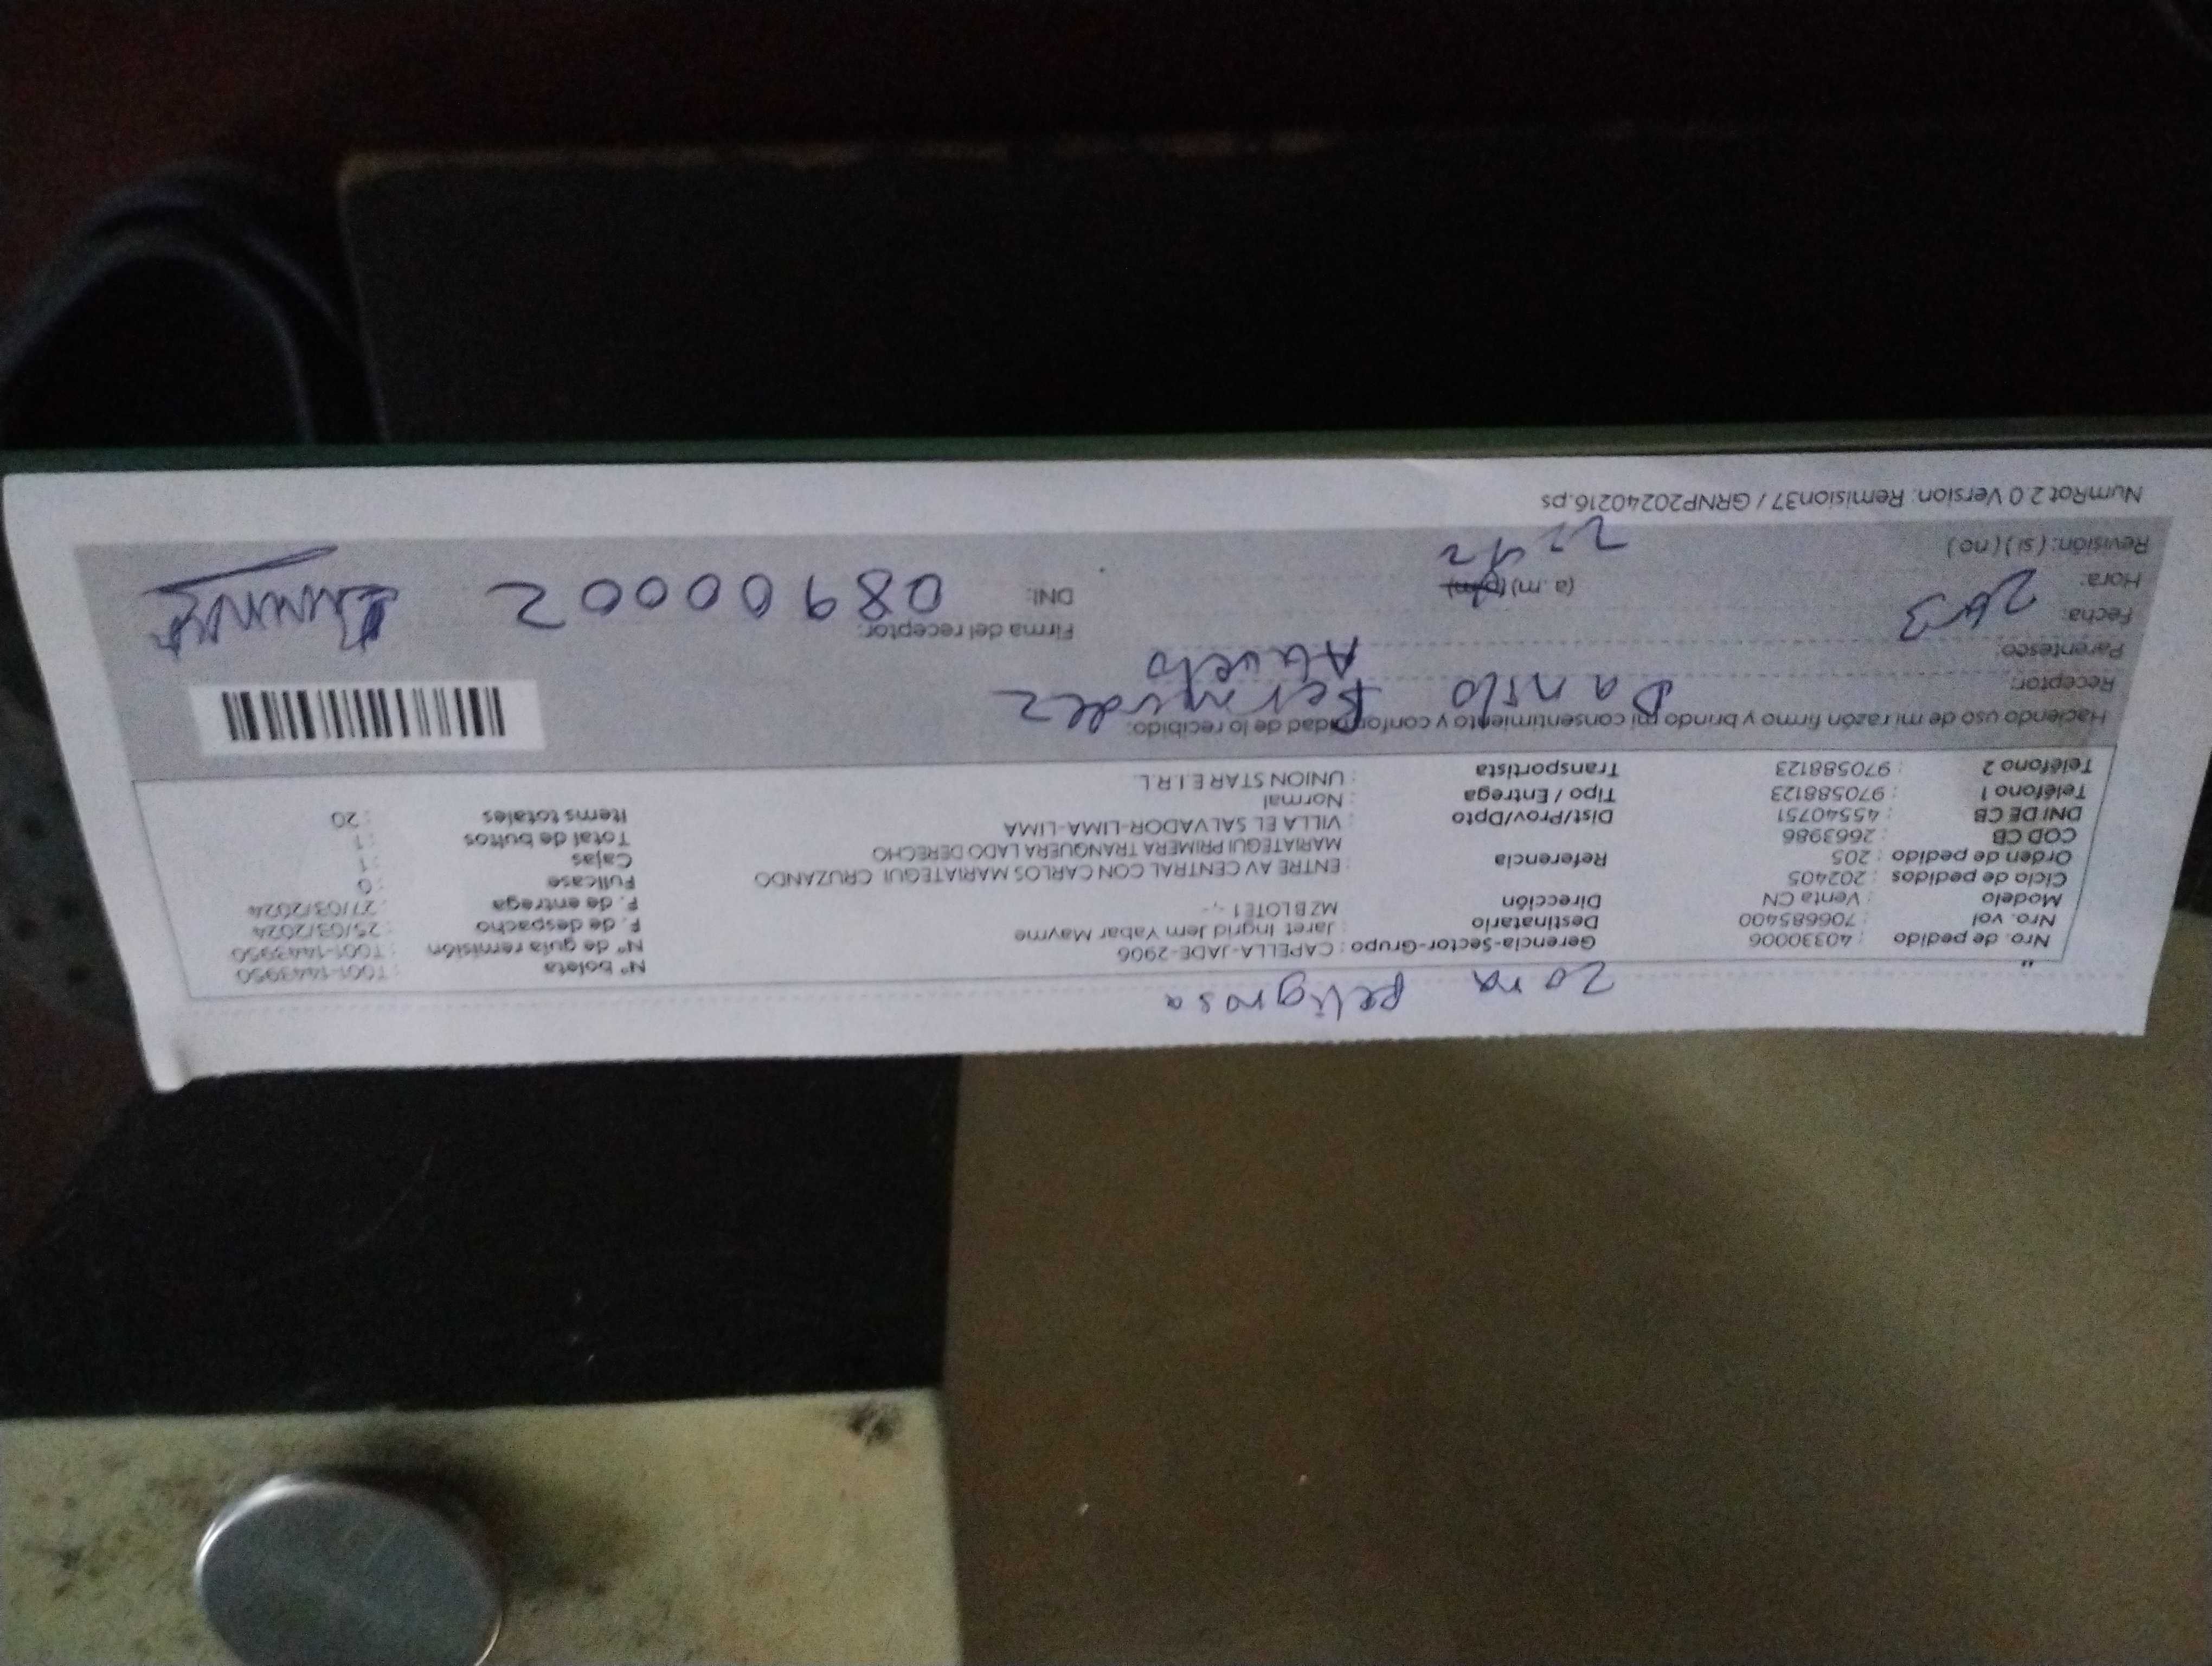 Zona peligrosa
"
Nro. de pedido : 40330006 Gerencia-Sector-Grupo : CAPELLA-JADE-2906 N° boleta : T001-1443950
Nro. vol : 706685400 Destinatario : Jaret Ingrid Jem Yabar Mayme N° de guía remisión : T001-1443950
Modelo : Venta CN Dirección : MZ B LOTE 1 -.- F. de despacho : 25/03/2024
Ciclo de pedidos : 202405 F. de entrega : 27/03/2024
Orden de pedido : 205 Referencia : ENTRE AV CENTRAL CON CARLOS MARIATEGUI CRUZANDO Fullcase : 0
COD CB : 2663986 MARIATEGUI PRIMERA TRANQUERA LADO DERECHO Cajas : 1
DNI DE CB : 45540751 Dist/Prov/Dpto : VILLA EL SALVADOR-LIMA-LIMA Total de bultos : 1
Teléfono 1 : 970588123 Tipo / Entrega : Normal Items totales : 20
Teléfono 2 : 970588123 Transportista : UNION STAR E.I.R.L.
Haciendo uso de mi razón firmo y brindo mi consentimiento y conformidad de lo recibido:
Receptor: Danilo Bermudez
Parentesco: Abuelo
Fecha: Firma del receptor:
Hora: (a.m) (p.m) DNI: 08900002
Revisión: (si) (no)
NumRot 2.0 Version: Remision37 / GRNP20240216.ps